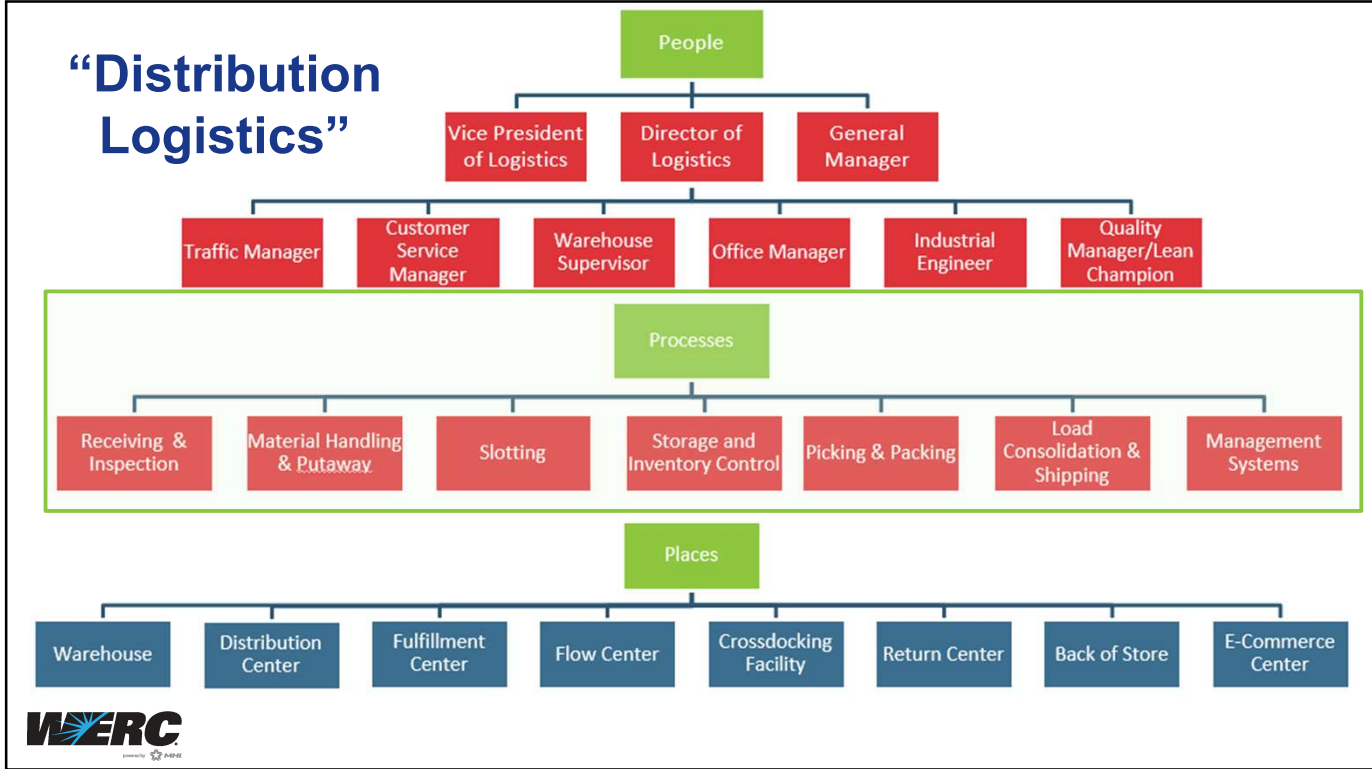 “Distribution
Logistics”
People
Vice President
of Logistics
Director of
Logistics
General
Manager
Traffic Manager
Customer
Service
Manager
Warehouse
Supervisor
Office Manager
Industrial
Engineer
Quality
Manager/Lean
Champion
Processes
Receiving &
Inspection
Material Handling
& Putaway
Slotting
Storage and
Inventory Control
Picking & Packing
Load
Consolidation &
Shipping
Management
Systems
Places
Warehouse
Distribution
Center
Fulfillment
Center
Flow Center
Crossdocking
Facility
Return Center
Back of Store
E-Commerce
Center
WERC
powered by MHI